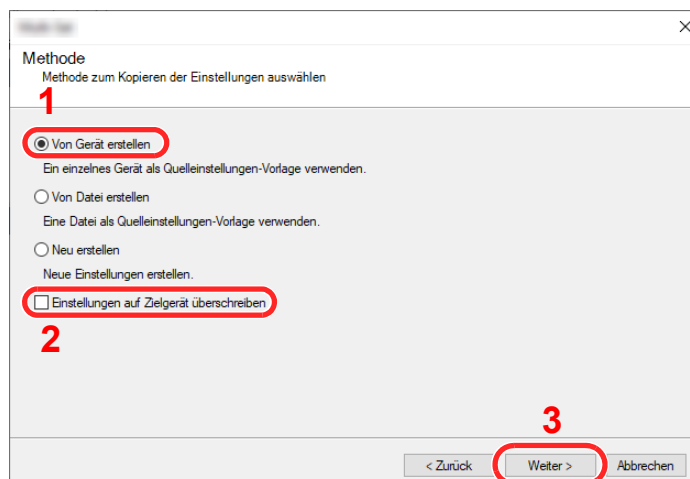 Methode
Methode zum Kopieren der Einstellungen auswählen
1
Von Gerät erstellen
Ein einzelnes Gerät als Quelleinstellungen-Vorlage verwenden.
Von Datei erstellen
Eine Datei als Quelleinstellungen-Vorlage verwenden.
Neu erstellen
Neue Einstellungen erstellen.
Einstellungen auf Zielgerät überschreiben
2
3
< Zurück Weiter > Abbrechen